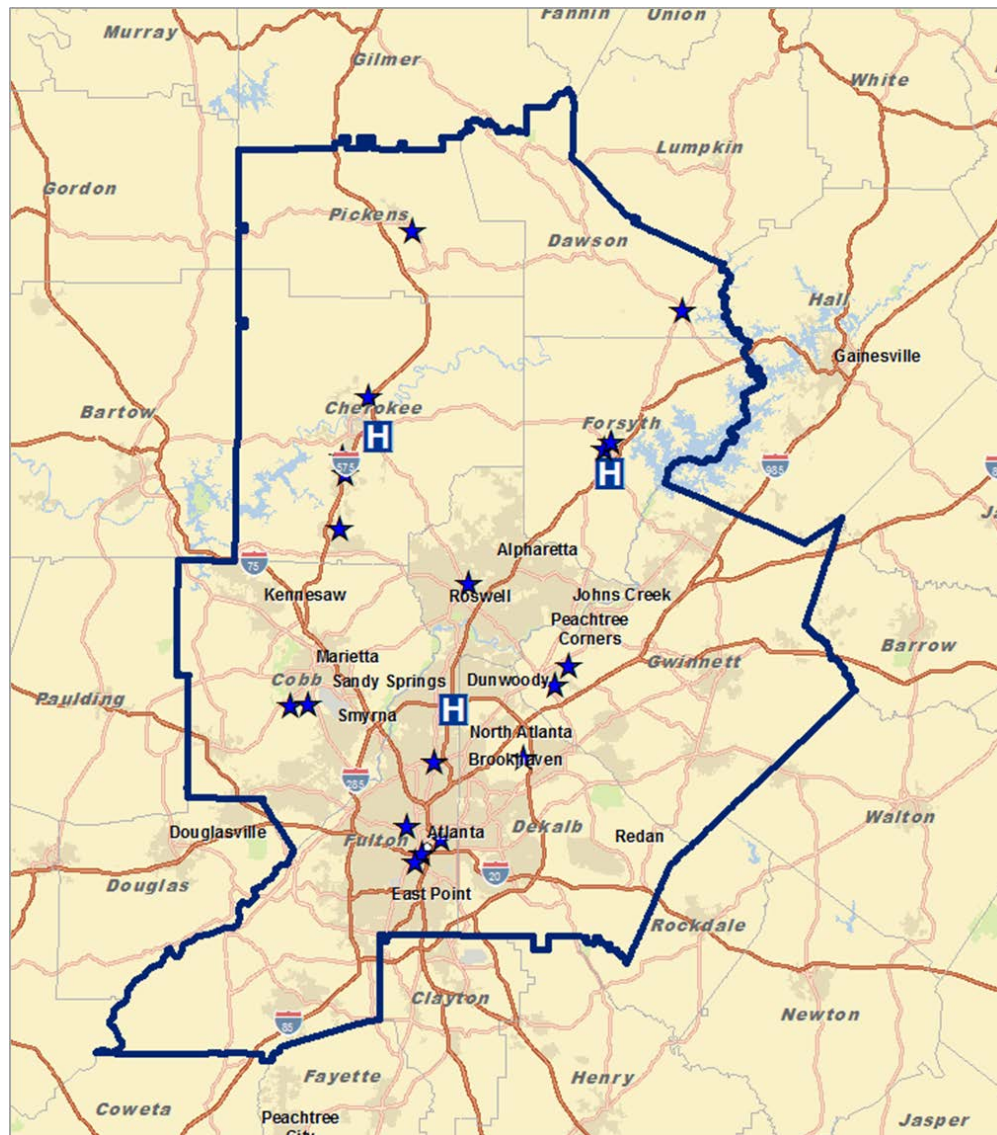 Fannin
Union
Murray
Gilmer
White
Lumpkin
Gordon
Pickens
Dawson
Hall
Gainesville
Bartow
Cherokee
Forsyth
H
575
H
985
Alpharetta
75
Kennesaw
Roswell
Johns Creek
Peachtree
Corners
Barrow
Marietta
Gwinnett
Cobb
Sandy Springs
Dunwoody
Paulding
H
Smyrna
North Atlanta
Brookhaven
285
Walton
Douglasville
Atlanta
Dekalb
Redan
Fulton
20
Douglas
East Point
Rockdale
Clayton
Newton
85
Fayette
Henry
Coweta
Peachtree
City
Jasper